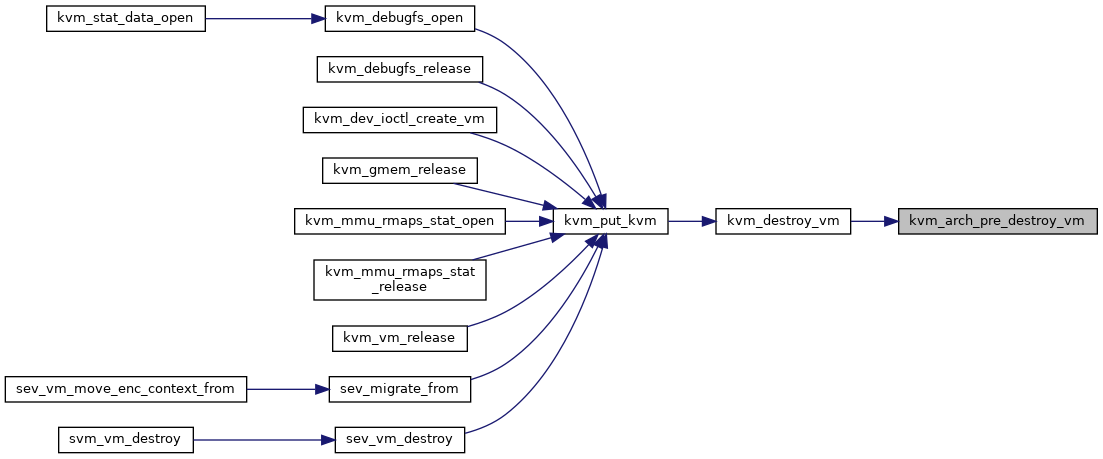 kvm_stat_data_open
kvm_debugfs_open
kvm_debugfs_release
kvm_dev_ioctl_create_vm
kvm_gmem_release
kvm_mmu_rmaps_stat_open
kvm_put_kvm
kvm_destroy_vm
kvm_arch_pre_destroy_vm
kvm_mmu_rmaps_stat
_release
kvm_vm_release
sev_vm_move_enc_context_from
sev_migrate_from
svm_vm_destroy
sev_vm_destroy